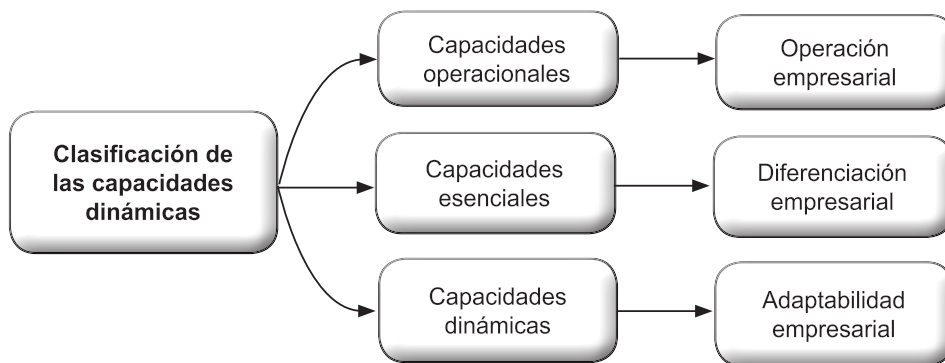 Clasificación de
las capacidades
dinámicas
Capacidades
operacionales
Operación
empresarial
Capacidades
esenciales
Diferenciación
empresarial
Capacidades
dinámicas
Adaptabilidad
empresarial